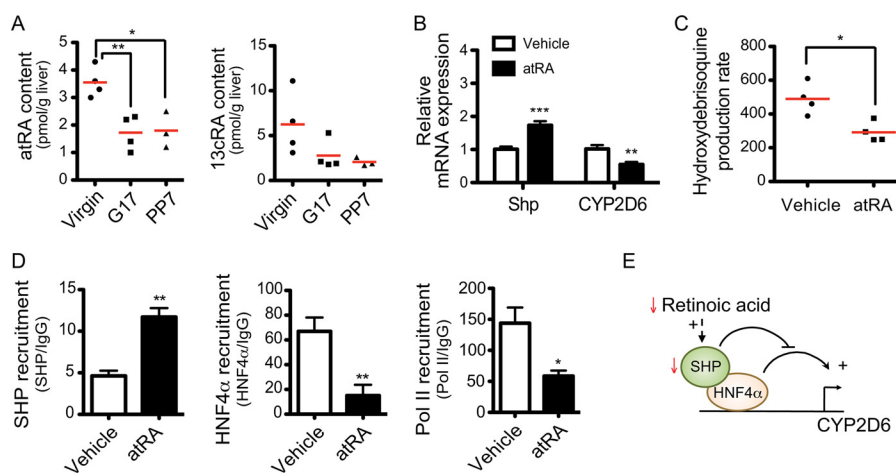 A
atRA content
(pmol/g liver)
5
4
3
2
1
0
*
**
Virgin
G17
PP7
13cRA content
(pmol/g liver)
15
10
5
0
Virgin
G17
PP7
B
Relative
mRNA expression
4
3
2
1
0
Vehicle
atRA
***
**
Shp
CYP2D6
C
Hydroxydebrisoquine
production rate
800
600
400
200
0
*
Vehicle
atRA
D
SHP recruitment
(SHP/IgG)
15
10
5
0
**
Vehicle
atRA
HNF4α recruitment
(HNF4α/IgG)
100
80
60
40
20
0
**
Vehicle
atRA
Pol II recruitment
(Pol II/IgG)
200
150
100
50
0
*
Vehicle
atRA
E
↓ Retinoic acid
+
↓ SHP
HNF4α
+
CYP2D6